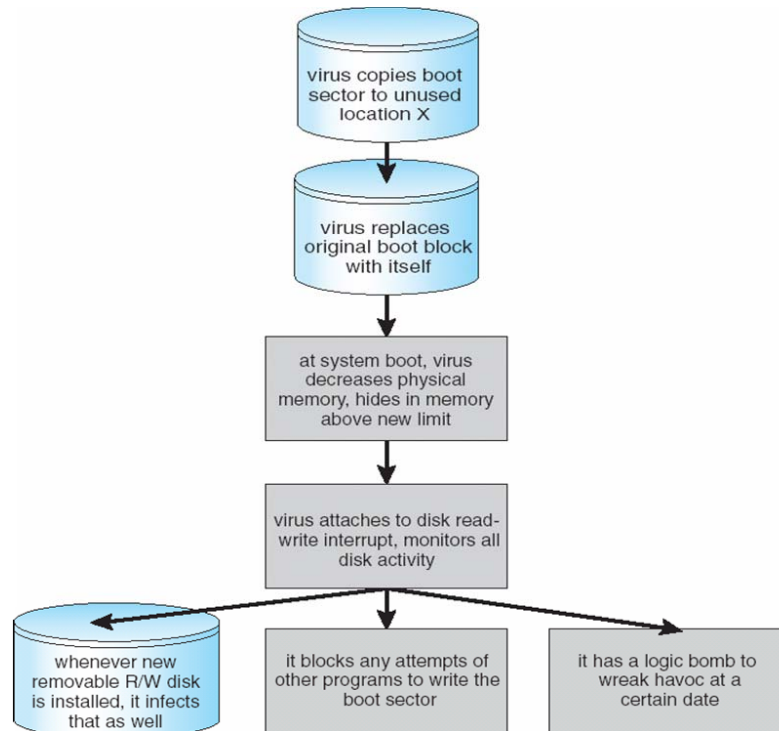 virus copies boot
sector to unused
location X
virus replaces
original boot block
with itself
at system boot, virus
decreases physical
memory, hides in memory
above new limit
virus attaches to disk read-
write interrupt, monitors all
disk activity
whenever new
removable R/W disk
is installed, it infects
that as well
it blocks any attempts of
other programs to write the
boot sector
it has a logic bomb to
wreak havoc at a
certain date